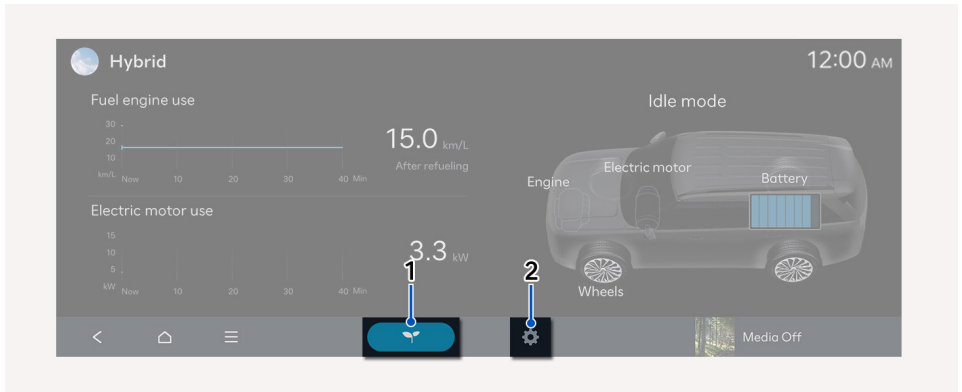 Hybrid
12:00 AM
Fuel engine use
30
20
10
km/L
Now 10 20 30 40 Min
15.0 km/L
After refueling
Electric motor use
15
10
5
kW
Now 10 20 30 40 Min
3.3 kW
Idle mode
Engine
Electric motor
Battery
Wheels
1
2
Media Off